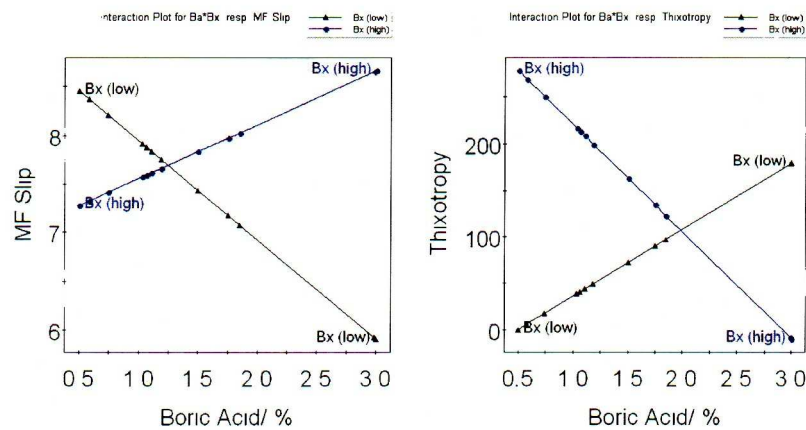 Interaction Plot for Ba*Bx resp MF Slip
Bx (low)
Bx (high)
Bx (low)
Bx (high)
Bx (high)
Bx (low)
8
7
6
MF Slip
0 5 1 0 1 5 2 0 2 5 3 0
Boric Acid/ %
Interaction Plot for Ba*Bx resp Thixotropy
Bx (low)
Bx (high)
Bx (high)
Bx (low)
Bx (low)
Bx (high)
200
100
0
Thixotropy
0.5 1 0 1 5 2 0 2 5 3 0
Boric Acid/ %